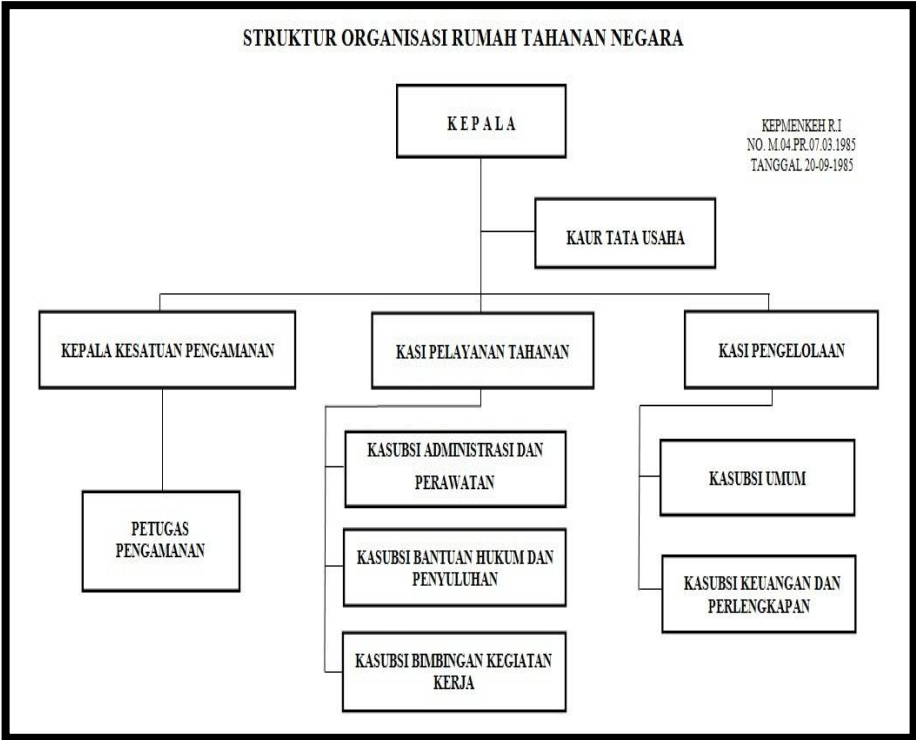 STRUKTUR ORGANISASI RUMAH TAHANAN NEGARA
K E P A L A
KEPMENKEH R.I
NO. M.04.PR.07.03.1985
TANGGAL 20-09-1985
KAUR TATA USAHA
KEPALA KESATUAN PENGAMANAN
KASI PELAYANAN TAHANAN
KASI PENGELOLAAN
PETUGAS
PENGAMANAN
KASUBSI ADMINISTRASI DAN
PERAWATAN
KASUBSI BANTUAN HUKUM DAN
PENYULUHAN
KASUBSI BIMBINGAN KEGIATAN
KERJA
KASUBSI UMUM
KASUBSI KEUANGAN DAN
PERLENGKAPAN